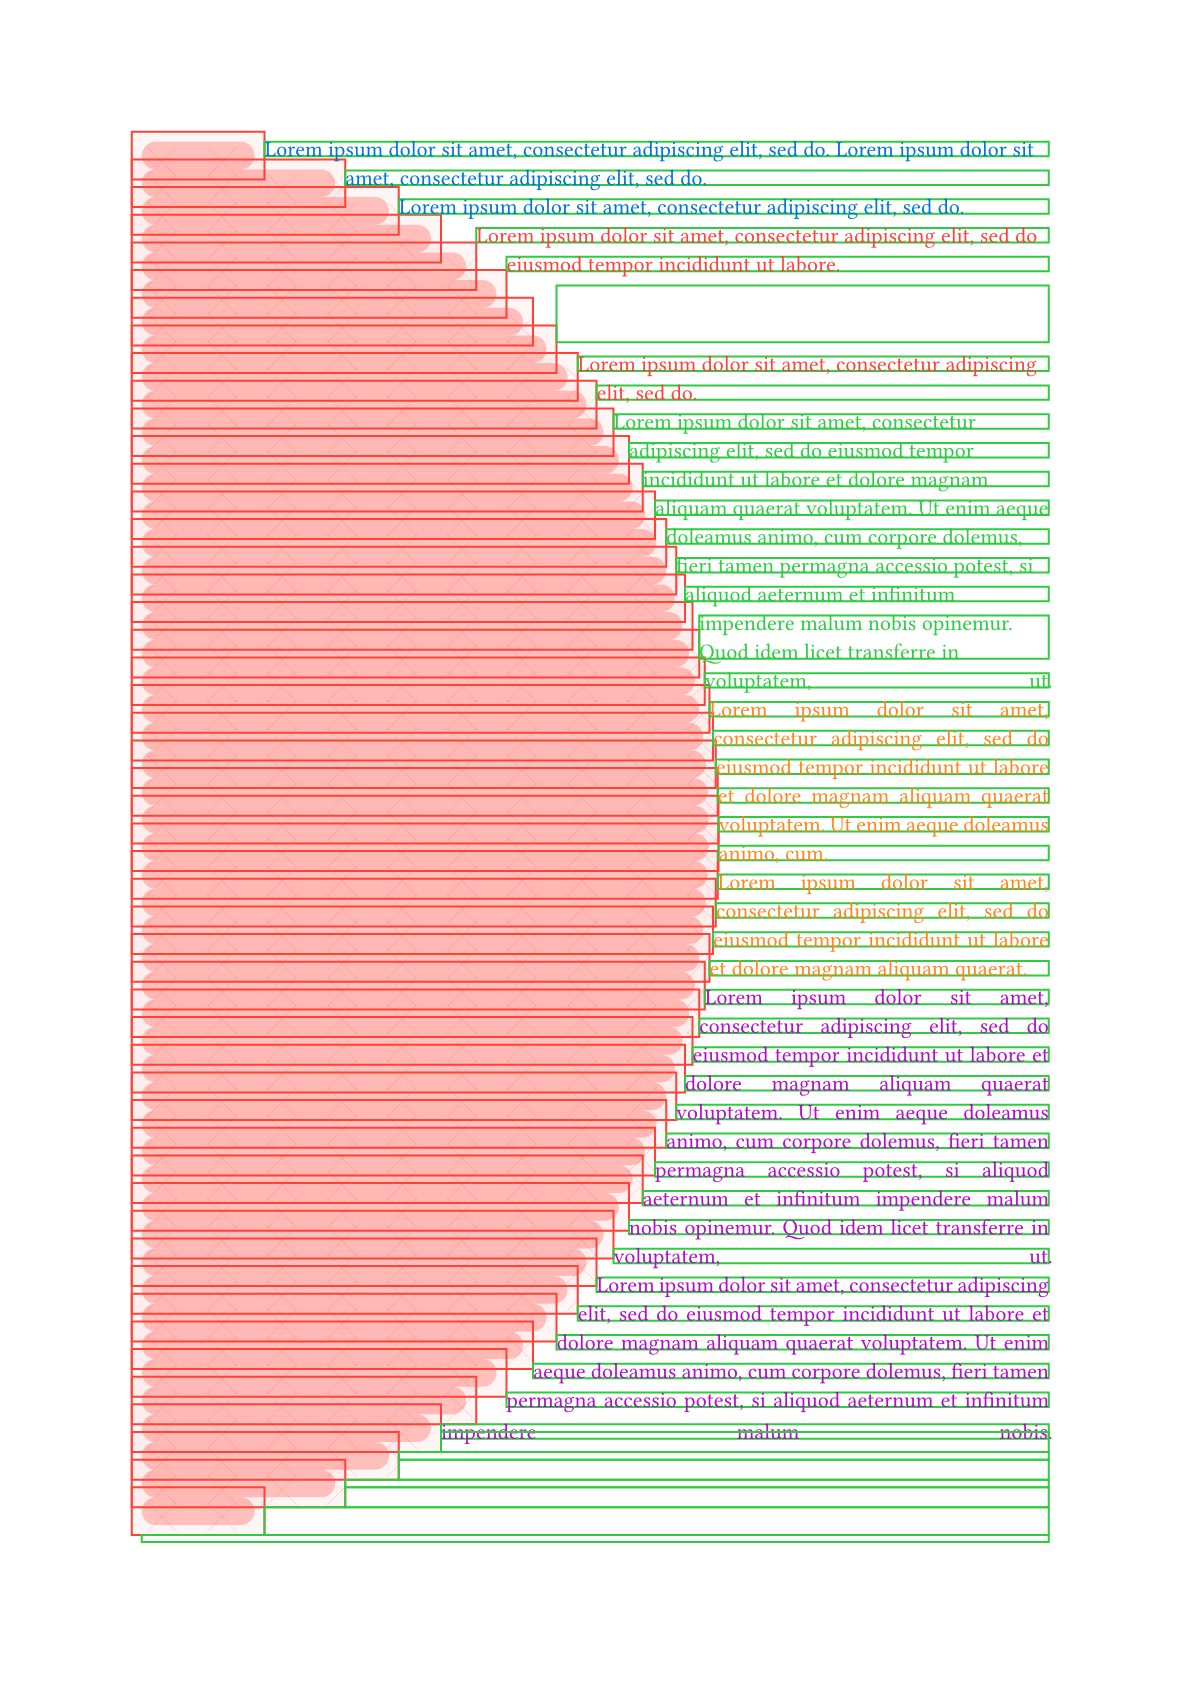 Lorem ipsum dolor sit amet, consectetur adipiscing elit, sed do. Lorem ipsum dolor sit
amet, consectetur adipiscing elit, sed do.
Lorem ipsum dolor sit amet, consectetur adipiscing elit, sed do.
Lorem ipsum dolor sit amet, consectetur adipiscing elit, sed do
eiusmod tempor incididunt ut labore.
Lorem ipsum dolor sit amet, consectetur adipiscing
elit, sed do.
Lorem ipsum dolor sit amet, consectetur
adipiscing elit, sed do eiusmod tempor
incididunt ut labore et dolore magnam
aliquam quaerat voluptatem. Ut enim aeque
doleamus animo, cum corpore dolemus,
fieri tamen permagna accessio potest, si
aliquod aeternum et infinitum
impendere malum nobis opinemur.
Quod idem licet transferre in
voluptatem, ut.
Lorem ipsum dolor sit amet,
consectetur adipiscing elit, sed do
eiusmod tempor incididunt ut labore
et dolore magnam aliquam quaerat
voluptatem. Ut enim aeque doleamus
animo, cum.
Lorem ipsum dolor sit amet,
consectetur adipiscing elit, sed do
eiusmod tempor incididunt ut labore
et dolore magnam aliquam quaerat.
Lorem ipsum dolor sit amet,
consectetur adipiscing elit, sed do
eiusmod tempor incididunt ut labore et
dolore magnam aliquam quaerat
voluptatem. Ut enim aeque doleamus
animo, cum corpore dolemus, fieri tamen
permagna accessio potest, si aliquod
aeternum et infinitum impendere malum
nobis opinemur. Quod idem licet transferre in
voluptatem, ut.
Lorem ipsum dolor sit amet, consectetur adipiscing
elit, sed do eiusmod tempor incididunt ut labore et
dolore magnam aliquam quaerat voluptatem. Ut enim
aeque doleamus animo, cum corpore dolemus, fieri tamen
permagna accessio potest, si aliquod aeternum et infinitum
impendere malum nobis.